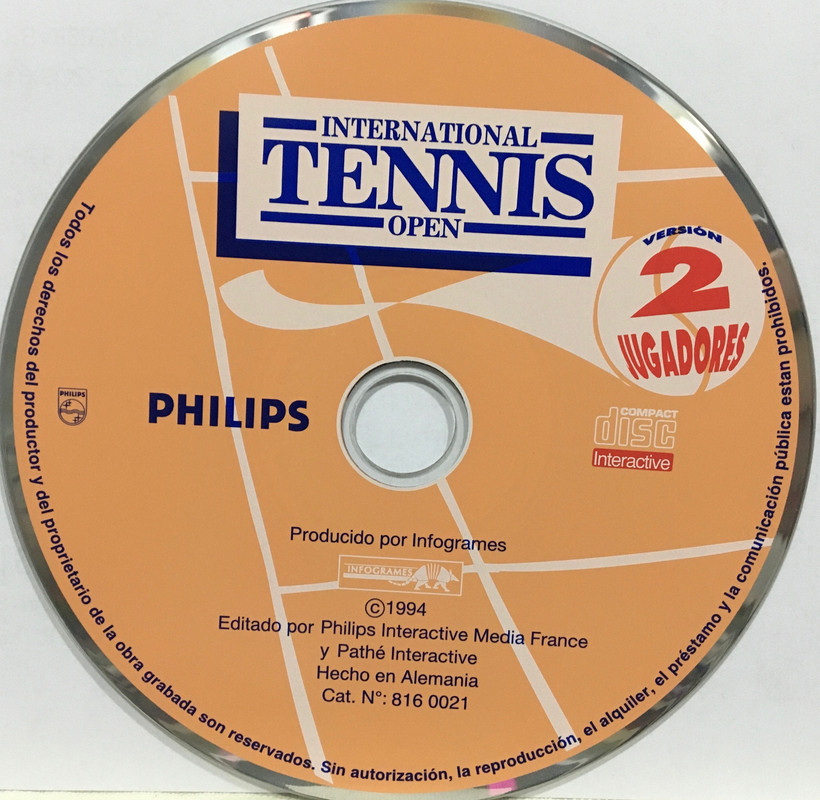 INTERNATIONAL
TENNIS
OPEN
VERSIÓN
2
JUGADORES
PHILIPS
PHILIPS
COMPACT
disc
Interactive
Producido por Infogrames
INFOGRAMES
©1994
Editado por Philips Interactive Media France
y Pathé Interactive
Hecho en Alemania
Cat. N°: 816 0021
Todos los derechos del productor y del proprietario de la obra grabada son reservados. Sin autorización, la reproducción, el alquiler, el préstamo y la comunicación pública estan prohibidos.